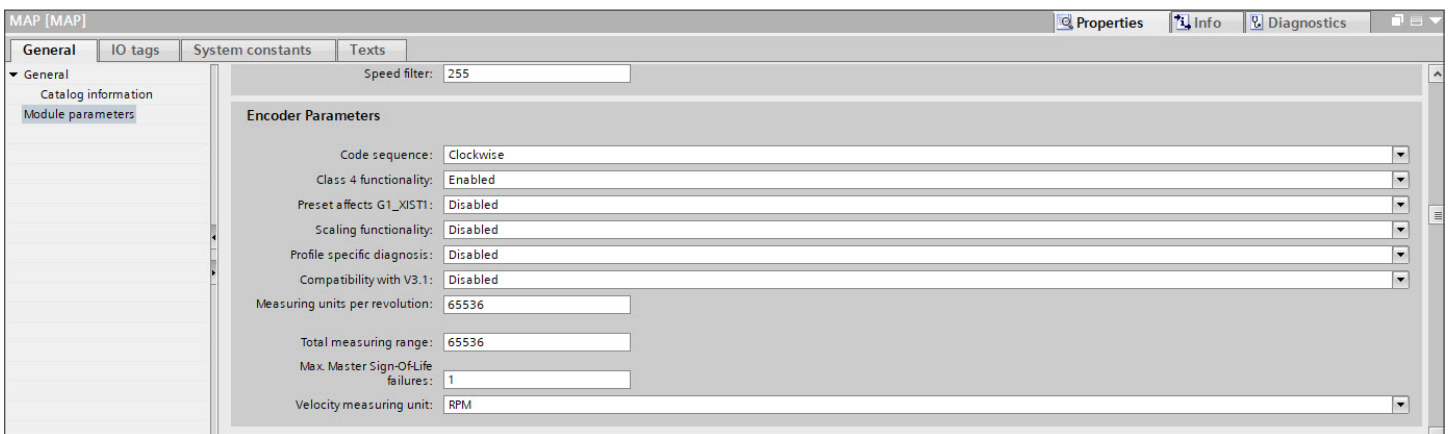 MAP [MAP]
Properties Info Diagnostics
General IO tags System constants Texts
General
Catalog information
Module parameters
Speed filter: 255
Encoder Parameters
Code sequence: Clockwise
Class 4 functionality: Enabled
Preset affects G1_XIST1: Disabled
Scaling functionality: Disabled
Profile specific diagnosis: Disabled
Compatibility with V3.1: Disabled
Measuring units per revolution: 65536
Total measuring range: 65536
Max. Master Sign-Of-Life
failures: 1
Velocity measuring unit: RPM